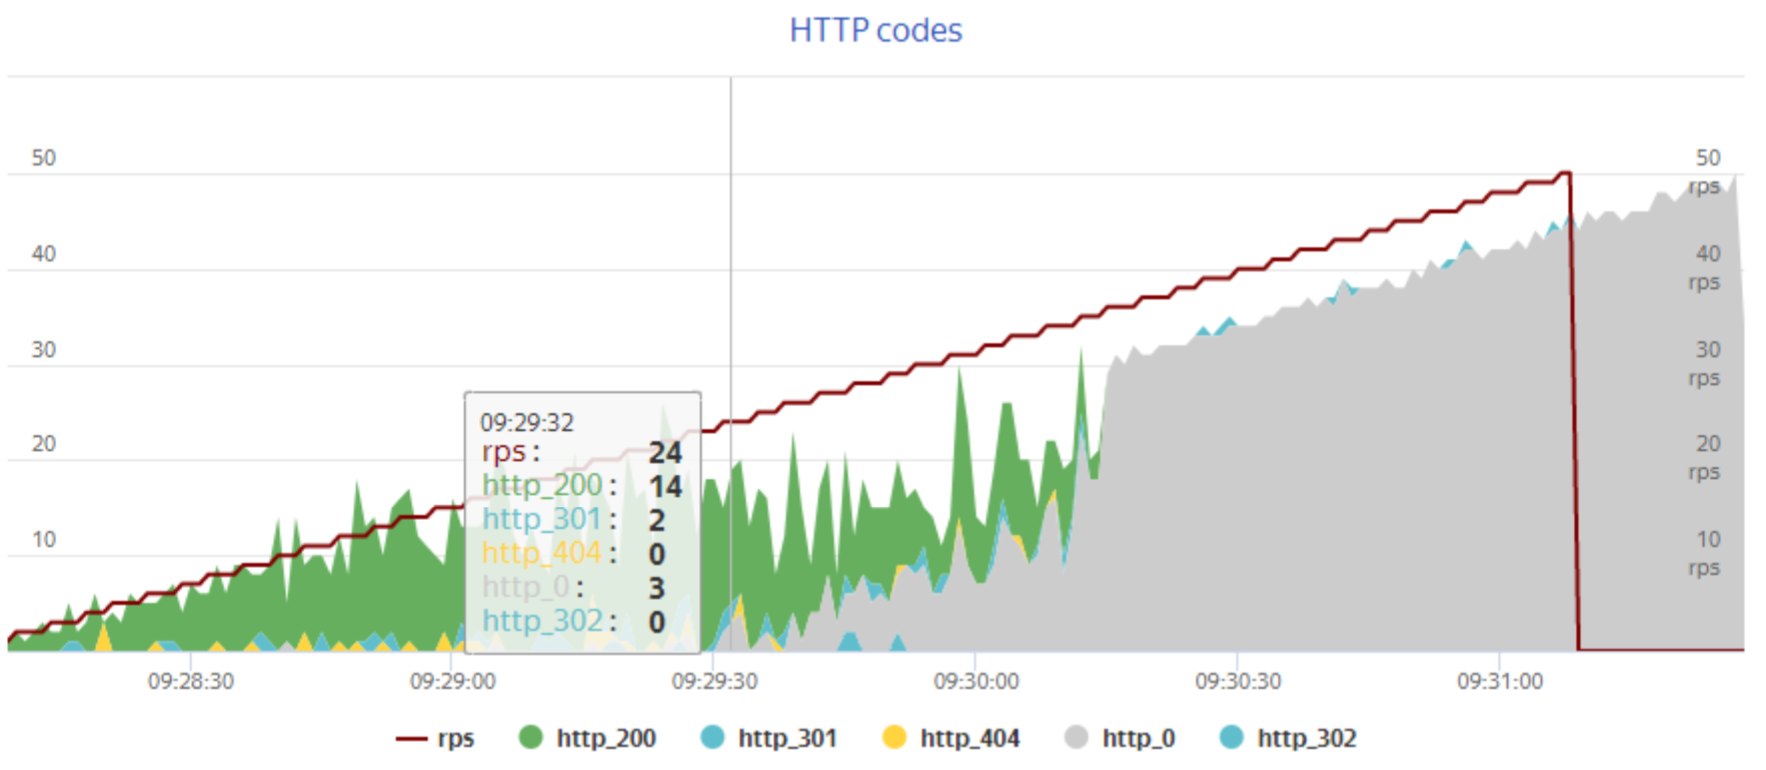 HTTP codes
50
40
30
20
10
50 rps
40 rps
30 rps
20 rps
10 rps
09:29:32
rps: 24
http_200: 14
http_301: 2
http_404: 0
http_0: 3
http_302: 0
09:28:30 09:29:00 09:29:30 09:30:00 09:30:30 09:31:00
rps http_200 http_301 http_404 http_0 http_302